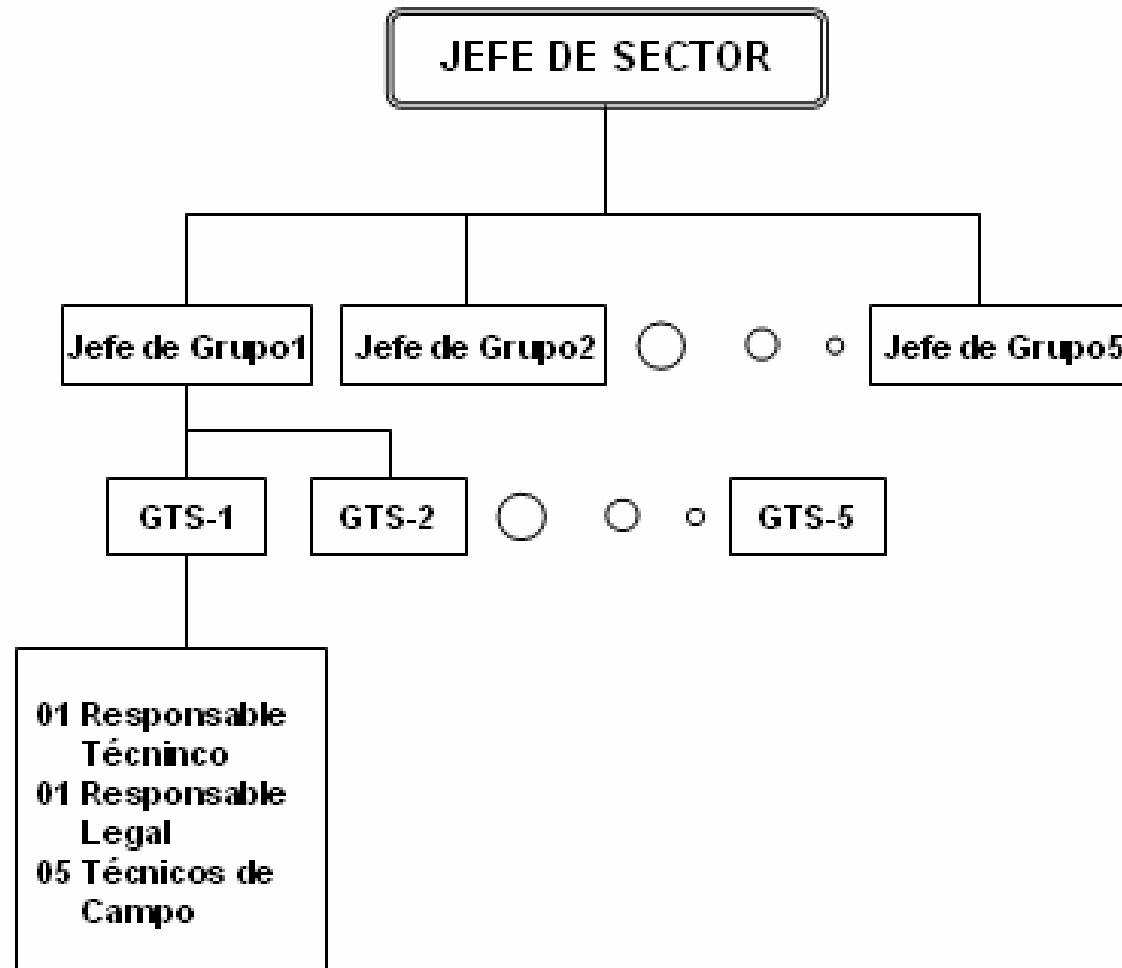 JEFE DE SECTOR
Jefe de Grupo1
Jefe de Grupo2
Jefe de Grupo5
GTS-1
GTS-2
GTS-5
01 Responsable
Técninco
01 Responsable
Legal
05 Técnicos de
Campo